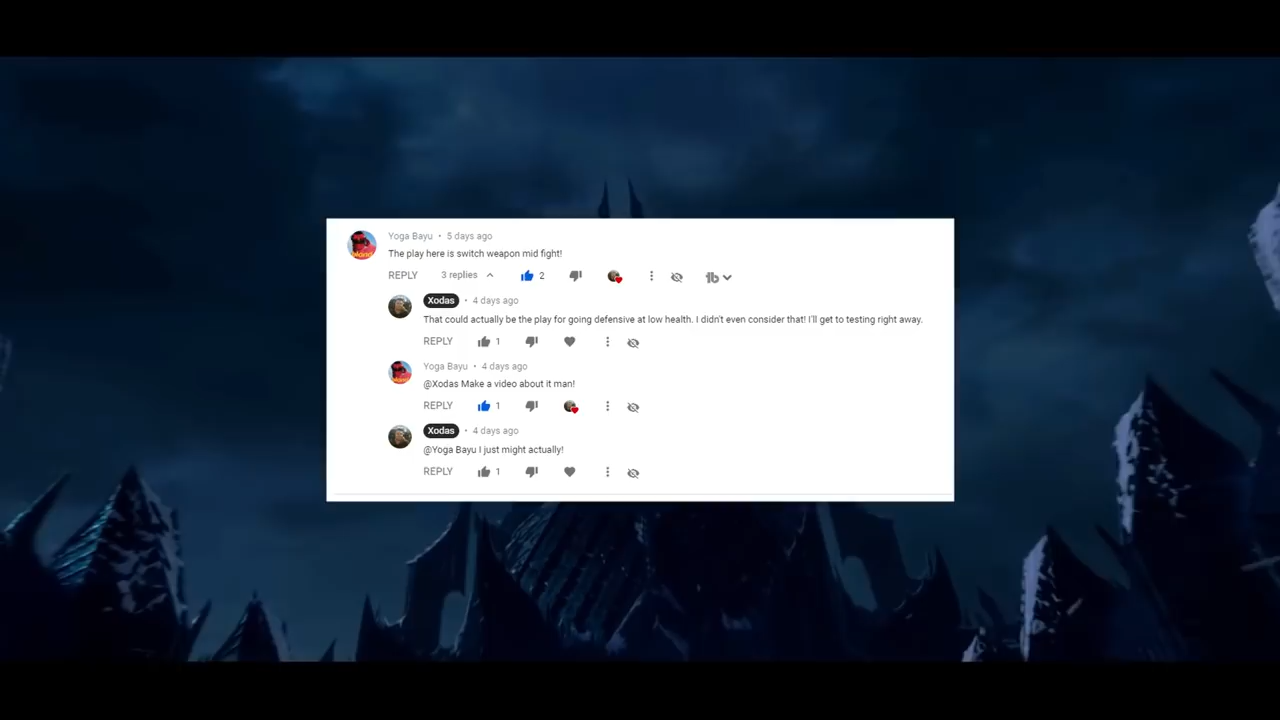 Yoga Bayu • 5 days ago
The play here is switch weapon mid fight!
REPLY 3 replies 2
Xodas • 4 days ago
That could actually be the play for going defensive at low health. I didn't even consider that! I'll get to testing right away.
REPLY 1
Yoga Bayu • 4 days ago
@Xodas Make a video about it man!
REPLY 1
Xodas • 4 days ago
@Yoga Bayu I just might actually!
REPLY 1